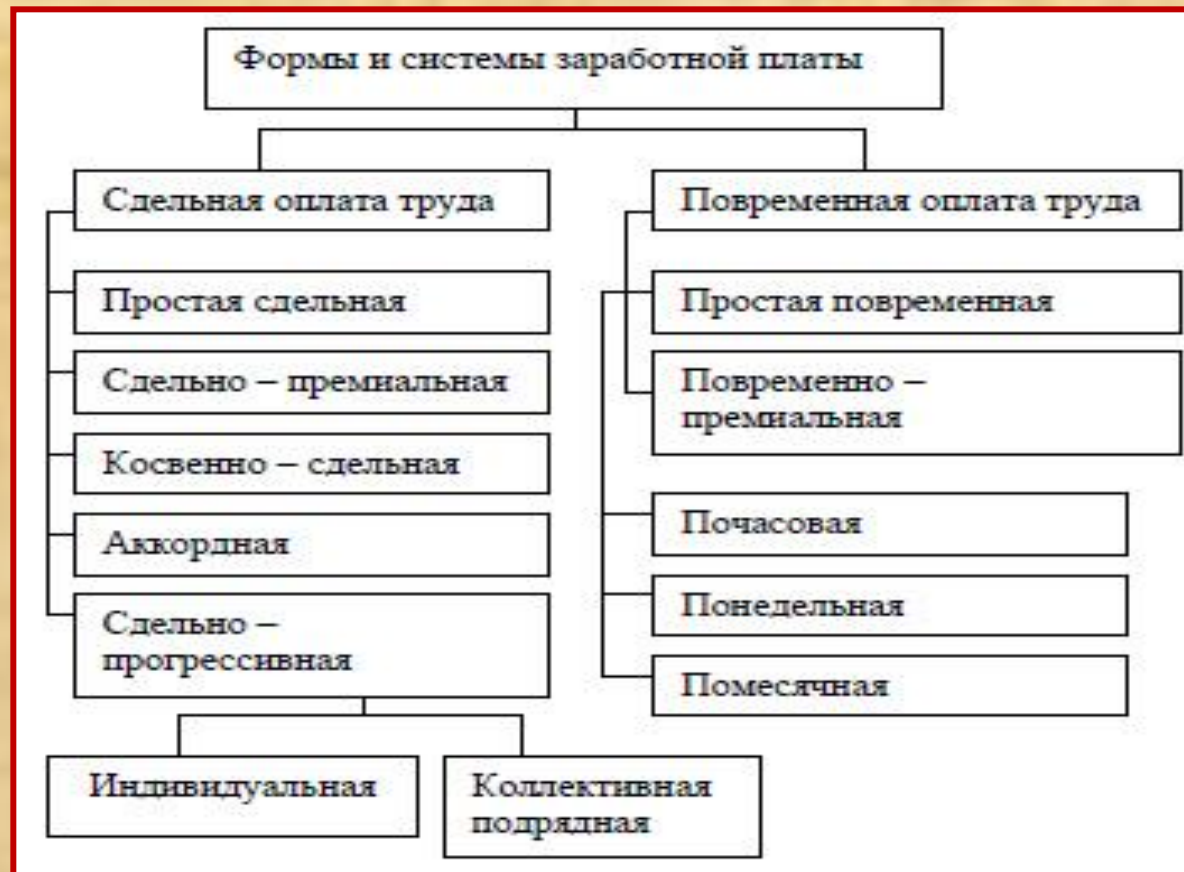 Формы и системы заработной платы
Сдельная оплата труда
Простая сдельная
Сдельно – премиальная
Косвенно – сдельная
Аккордная
Сдельно –
прогрессивная
Индивидуальная
Коллективная
подрядная
Повременная оплата труда
Простая повременная
Повременно –
премиальная
Почасовая
Понедельная
Помесячная